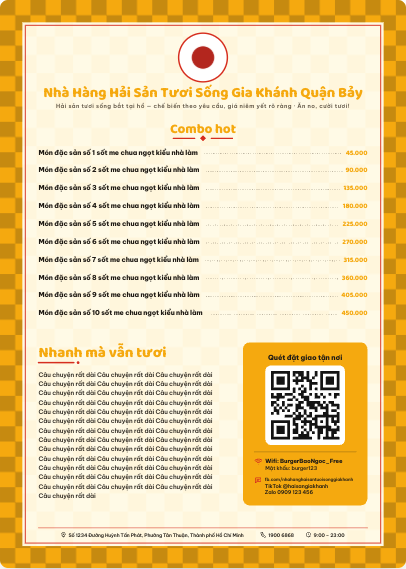 Nhà Hàng Hải Sản Tươi Sống Gia Khánh Quận Bảy
Hải sản tươi sống bắt tại hồ – chế biến theo yêu cầu, giá niêm yết rõ ràng · Ăn no, cười tươi!
Combo hot
Món đặc sản số 1 sốt me chua ngọt kiểu nhà làm 45.000
Món đặc sản số 2 sốt me chua ngọt kiểu nhà làm 90.000
Món đặc sản số 3 sốt me chua ngọt kiểu nhà làm 135.000
Món đặc sản số 4 sốt me chua ngọt kiểu nhà làm 180.000
Món đặc sản số 5 sốt me chua ngọt kiểu nhà làm 225.000
Món đặc sản số 6 sốt me chua ngọt kiểu nhà làm 270.000
Món đặc sản số 7 sốt me chua ngọt kiểu nhà làm 315.000
Món đặc sản số 8 sốt me chua ngọt kiểu nhà làm 360.000
Món đặc sản số 9 sốt me chua ngọt kiểu nhà làm 405.000
Món đặc sản số 10 sốt me chua ngọt kiểu nhà làm 450.000
Nhanh mà vẫn tươi
Câu chuyện rất dài Câu chuyện rất dài Câu chuyện rất dài
Câu chuyện rất dài Câu chuyện rất dài Câu chuyện rất dài
Câu chuyện rất dài Câu chuyện rất dài Câu chuyện rất dài
Câu chuyện rất dài Câu chuyện rất dài Câu chuyện rất dài
Câu chuyện rất dài Câu chuyện rất dài Câu chuyện rất dài
Câu chuyện rất dài Câu chuyện rất dài Câu chuyện rất dài
Câu chuyện rất dài Câu chuyện rất dài Câu chuyện rất dài
Câu chuyện rất dài Câu chuyện rất dài Câu chuyện rất dài
Câu chuyện rất dài Câu chuyện rất dài Câu chuyện rất dài
Câu chuyện rất dài Câu chuyện rất dài Câu chuyện rất dài
Câu chuyện rất dài Câu chuyện rất dài Câu chuyện rất dài
Câu chuyện rất dài Câu chuyện rất dài Câu chuyện rất dài
Câu chuyện rất dài Câu chuyện rất dài Câu chuyện rất dài
Câu chuyện rất dài
Quét đặt giao tận nơi
Wifi: BurgerBaoNgoc_Free
Mật khẩu: burger123
fb.com/nhahanghaisantuoisonggiakhanh
TikTok @haisangiakhanh
Zalo 0909 123 456
Số 1234 Đường Huỳnh Tấn Phát, Phường Tân Thuận, Thành phố Hồ Chí Minh 1900 6868 9:00 – 22:00